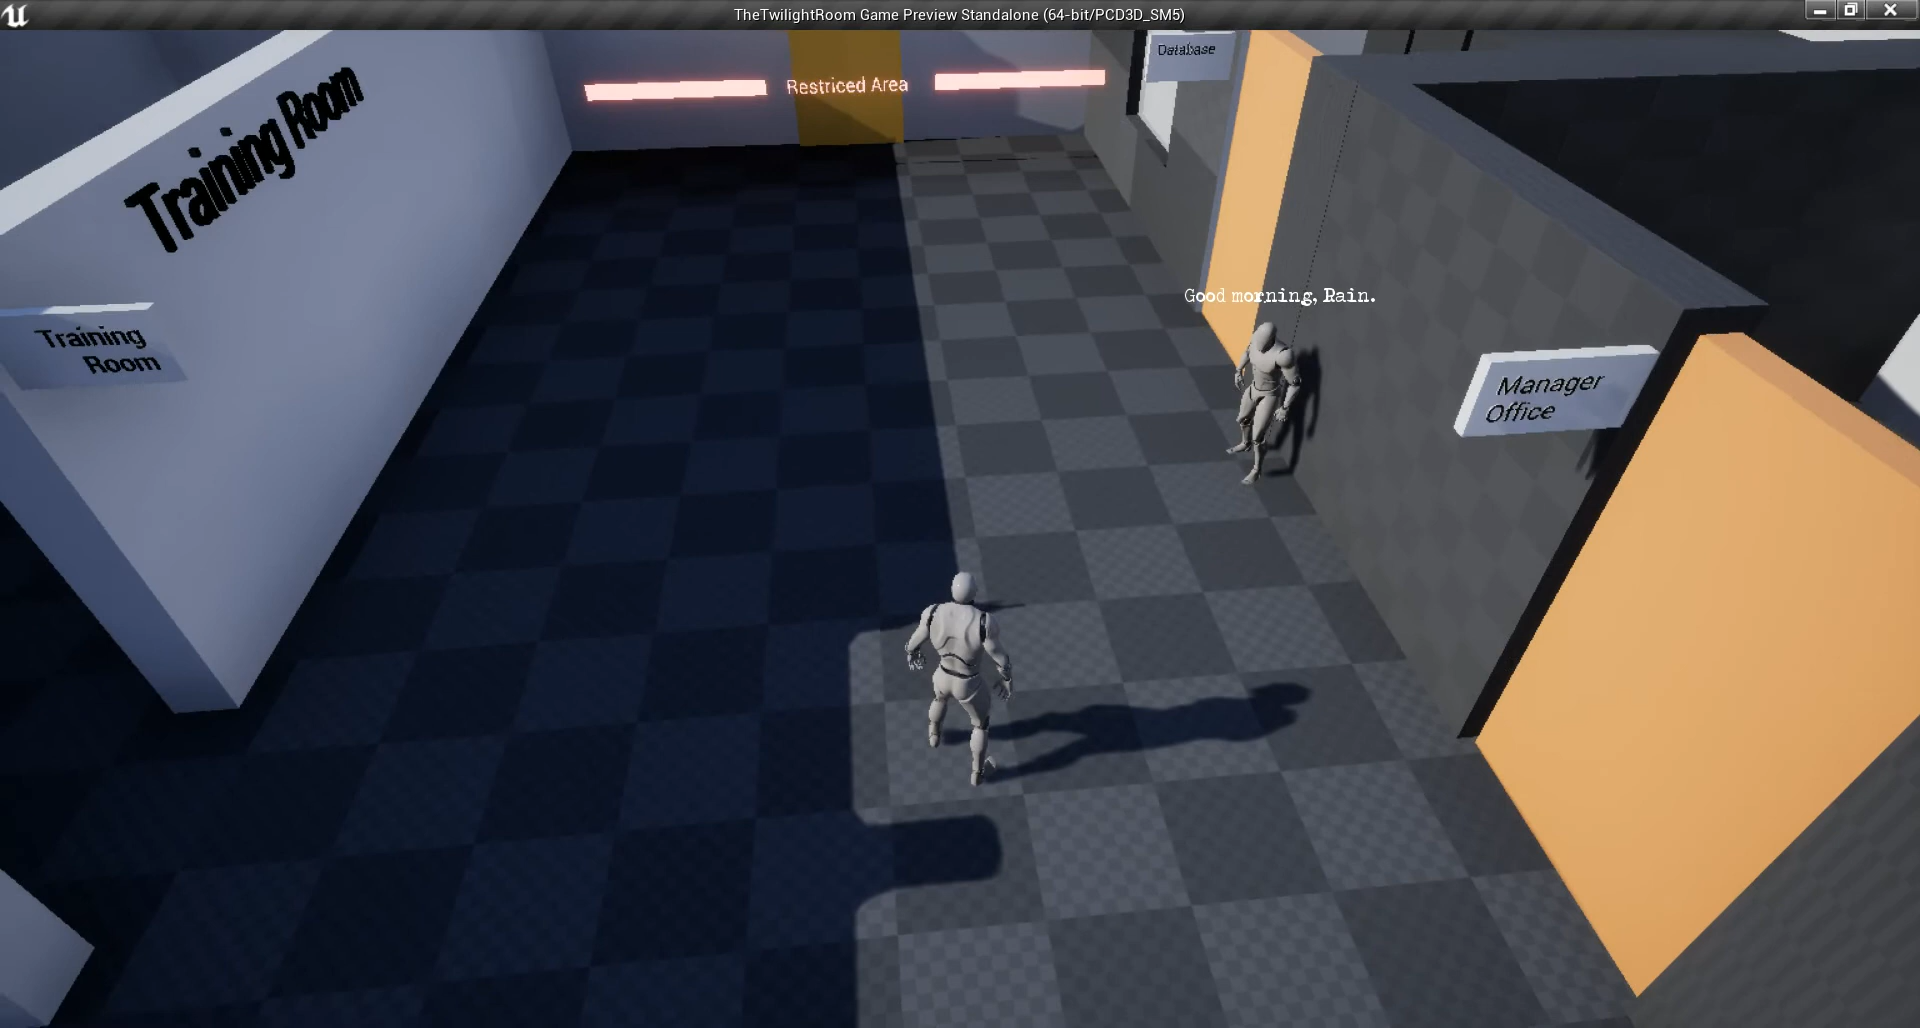 TheTwilightRoom Game Preview Standalone (64-bit/PCD3D_SM5)
Database
Restriced Area
Training Room
Good morning, Rain.
Training
Room
Manager
Office